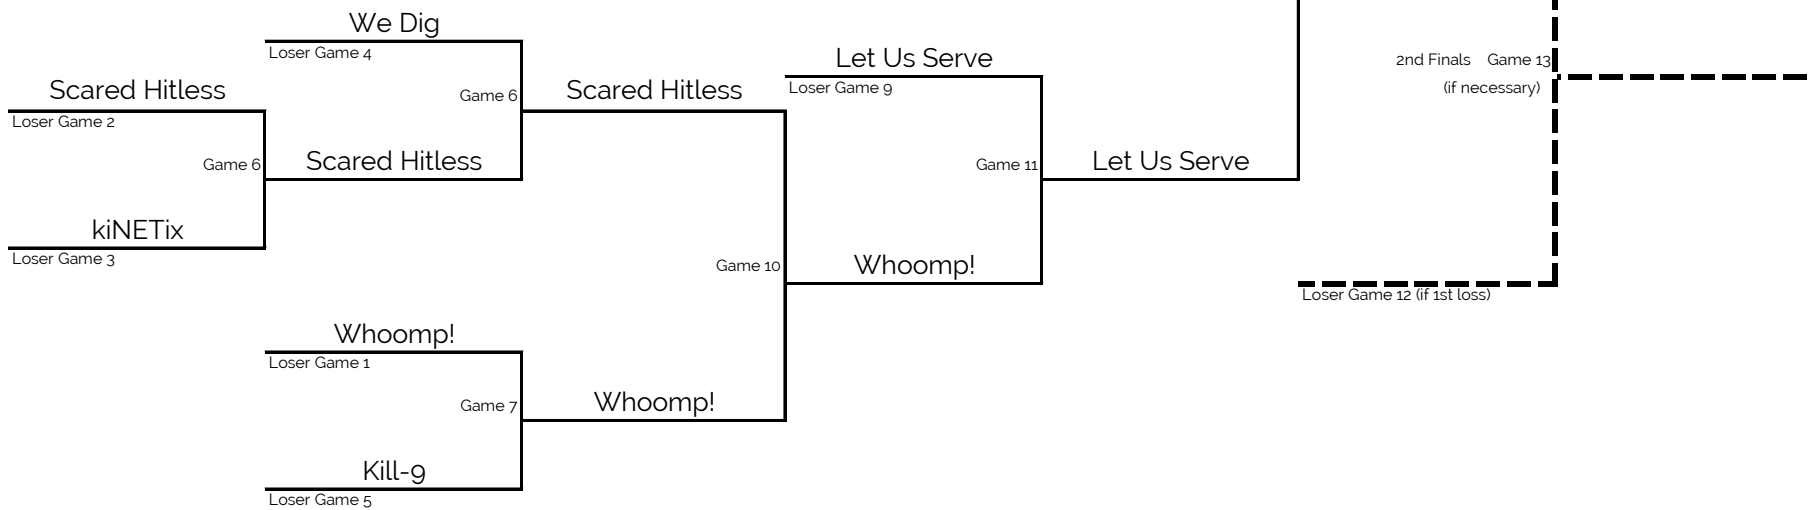 We Dig
Loser Game 4
Let Us Serve
Loser Game 9
2nd Finals Game 13
(if necessary)
Scared Hitless
Loser Game 2
Game 6
Scared Hitless
Game 6
Scared Hitless
Game 11
Let Us Serve
kiNETix
Loser Game 3
Game 10
Whoomp!
Loser Game 12 (if 1st loss)
Whoomp!
Loser Game 1
Game 7
Whoomp!
Kill-9
Loser Game 5